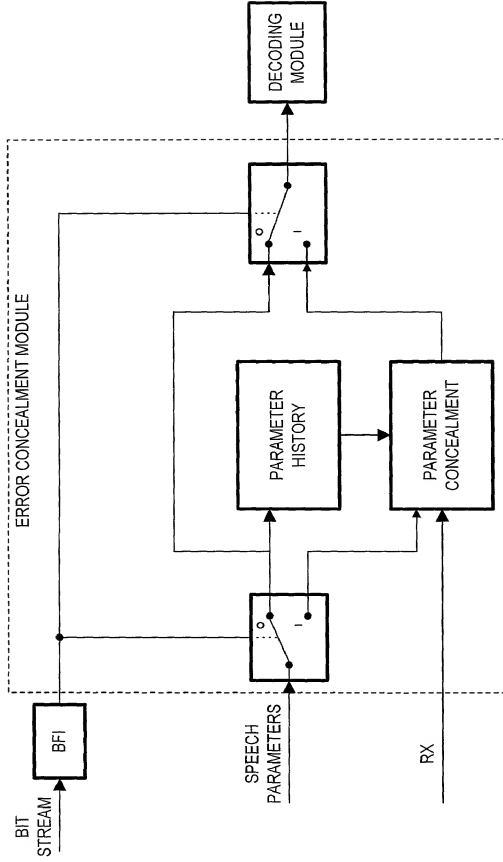 BIT
STREAM
BFI
ERROR CONCEALMENT MODULE
SPEECH
PARAMETERS
0
1
PARAMETER
HISTORY
0
1
DECODING
MODULE
RX
PARAMETER
CONCEALMENT